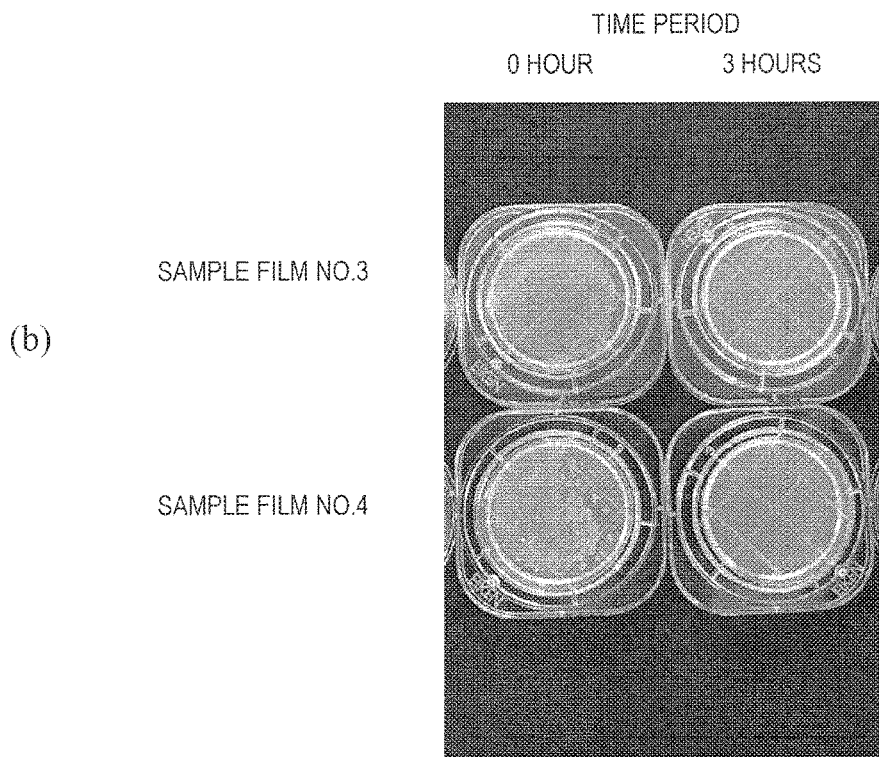 TIME PERIOD
0 HOUR 3 HOURS
SAMPLE FILM NO.3
(b)
SAMPLE FILM NO.4